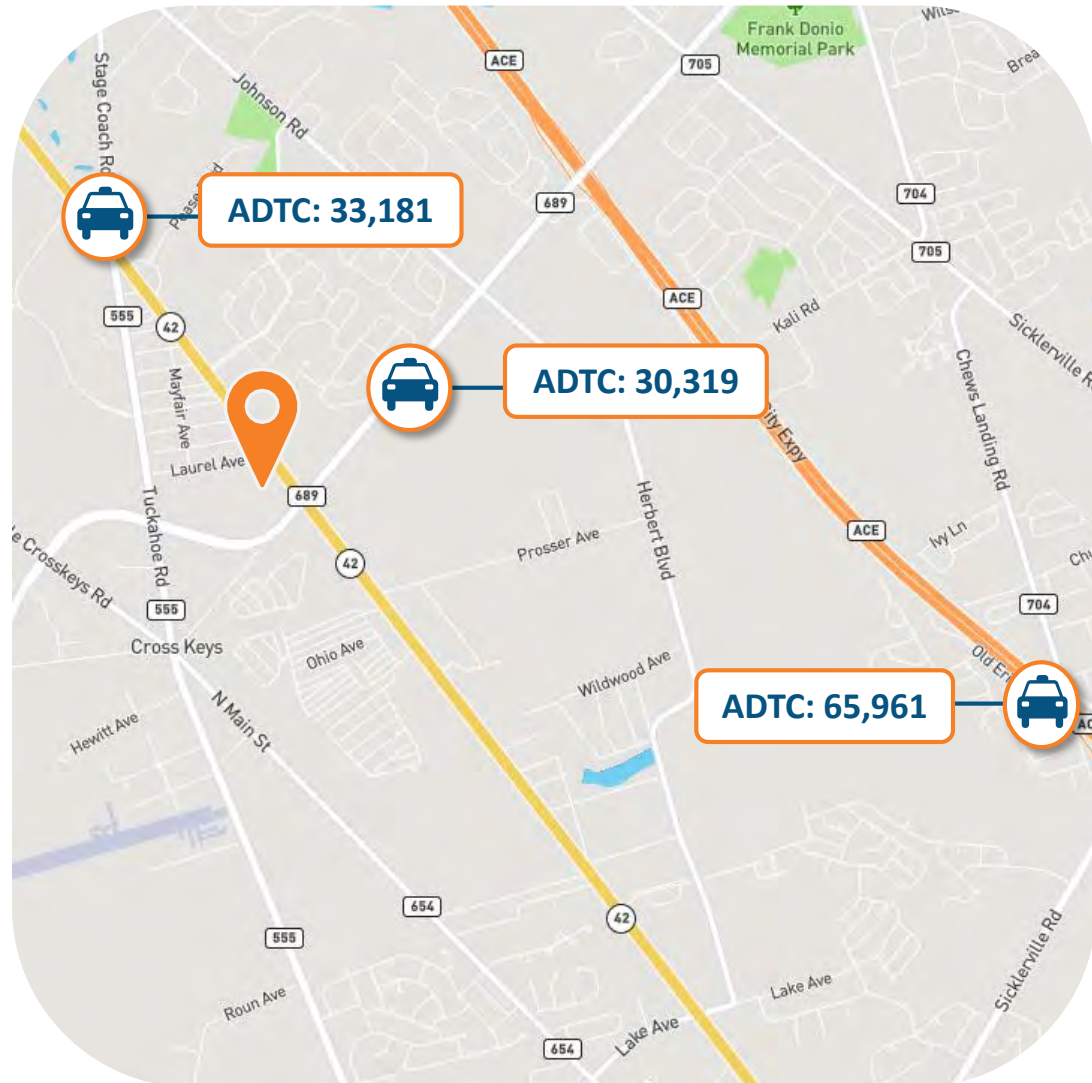 Frank Donio
Memorial Park
ACE
705
Stage Coach
Johnson Rd
689
704
ADTC: 33,181
705
ACE
Kali Rd
555
42
Sicklerville
ADTC: 30,319
City Expy
Mayfair Ave
Chews Landing Rd
Laurel Ave
689
Herbert Blvd
Tuckahoe Rd
ACE
Ivy Ln
Prosser Ave
42
Crosskeys Rd
555
704
Cross Keys
Ohio Ave
Old
Wildwood Ave
N Main St
ADTC: 65,961
Hewitt Ave
654
42
555
Sicklerville Rd
Roun Ave
Lake Ave
Lake Ave
654